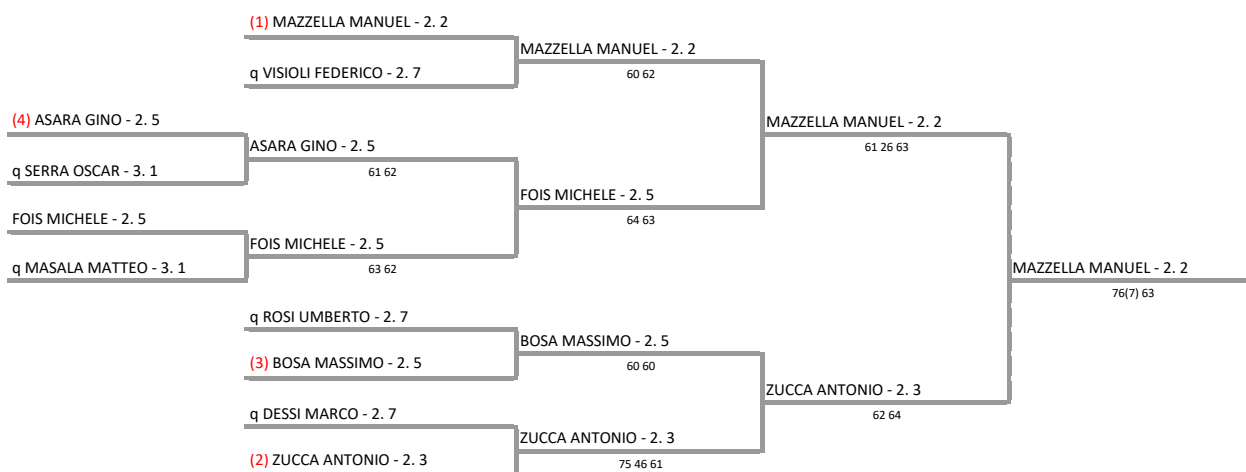 (1) MAZZELLA MANUEL - 2. 2
MAZZELLA MANUEL - 2. 2
q VISIOLI FEDERICO - 2. 7
60 62
(4) ASARA GINO - 2. 5
MAZZELLA MANUEL - 2. 2
ASARA GINO - 2. 5
61 26 63
q SERRA OSCAR - 3. 1
61 62
FOIS MICHELE - 2. 5
FOIS MICHELE - 2. 5
64 63
FOIS MICHELE - 2. 5
q MASALA MATTEO - 3. 1
63 62
MAZZELLA MANUEL - 2. 2
76(7) 63
q ROSI UMBERTO - 2. 7
BOSA MASSIMO - 2. 5
(3) BOSA MASSIMO - 2. 5
60 60
ZUCCA ANTONIO - 2. 3
q DESSI MARCO - 2. 7
62 64
ZUCCA ANTONIO - 2. 3
(2) ZUCCA ANTONIO - 2. 3
75 46 61